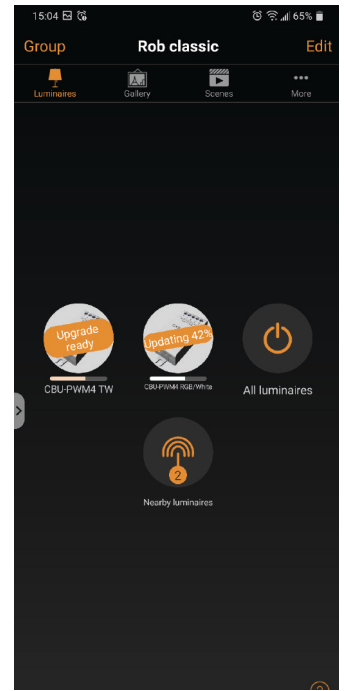 15:04 65%
Group Rob classic Edit
Luminaires Gallery Scenes More
Upgrade
ready
Updating 42%
CBU-PWM4 TW CBU-PWM4 RGB/White All luminaires
2
Nearby luminaires
?